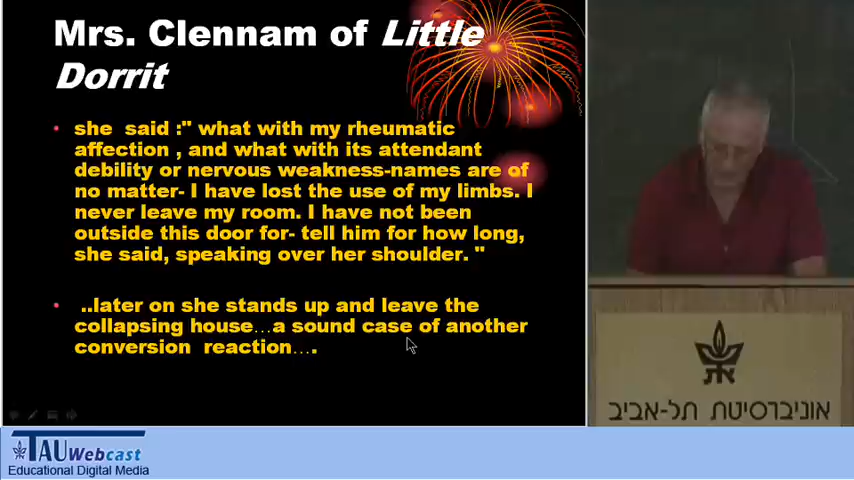 Mrs. Clennam of Little
Dorrit
• she said :" what with my rheumatic
affection , and what with its attendant
debility or nervous weakness-names are of
no matter- I have lost the use of my limbs. I
never leave my room. I have not been
outside this door for- tell him for how long,
she said, speaking over her shoulder. "
• ..later on she stands up and leave the
collapsing house...a sound case of another
conversion reaction....
אוניברסיטת תל-אביב
TAU Webcast
Educational Digital Media